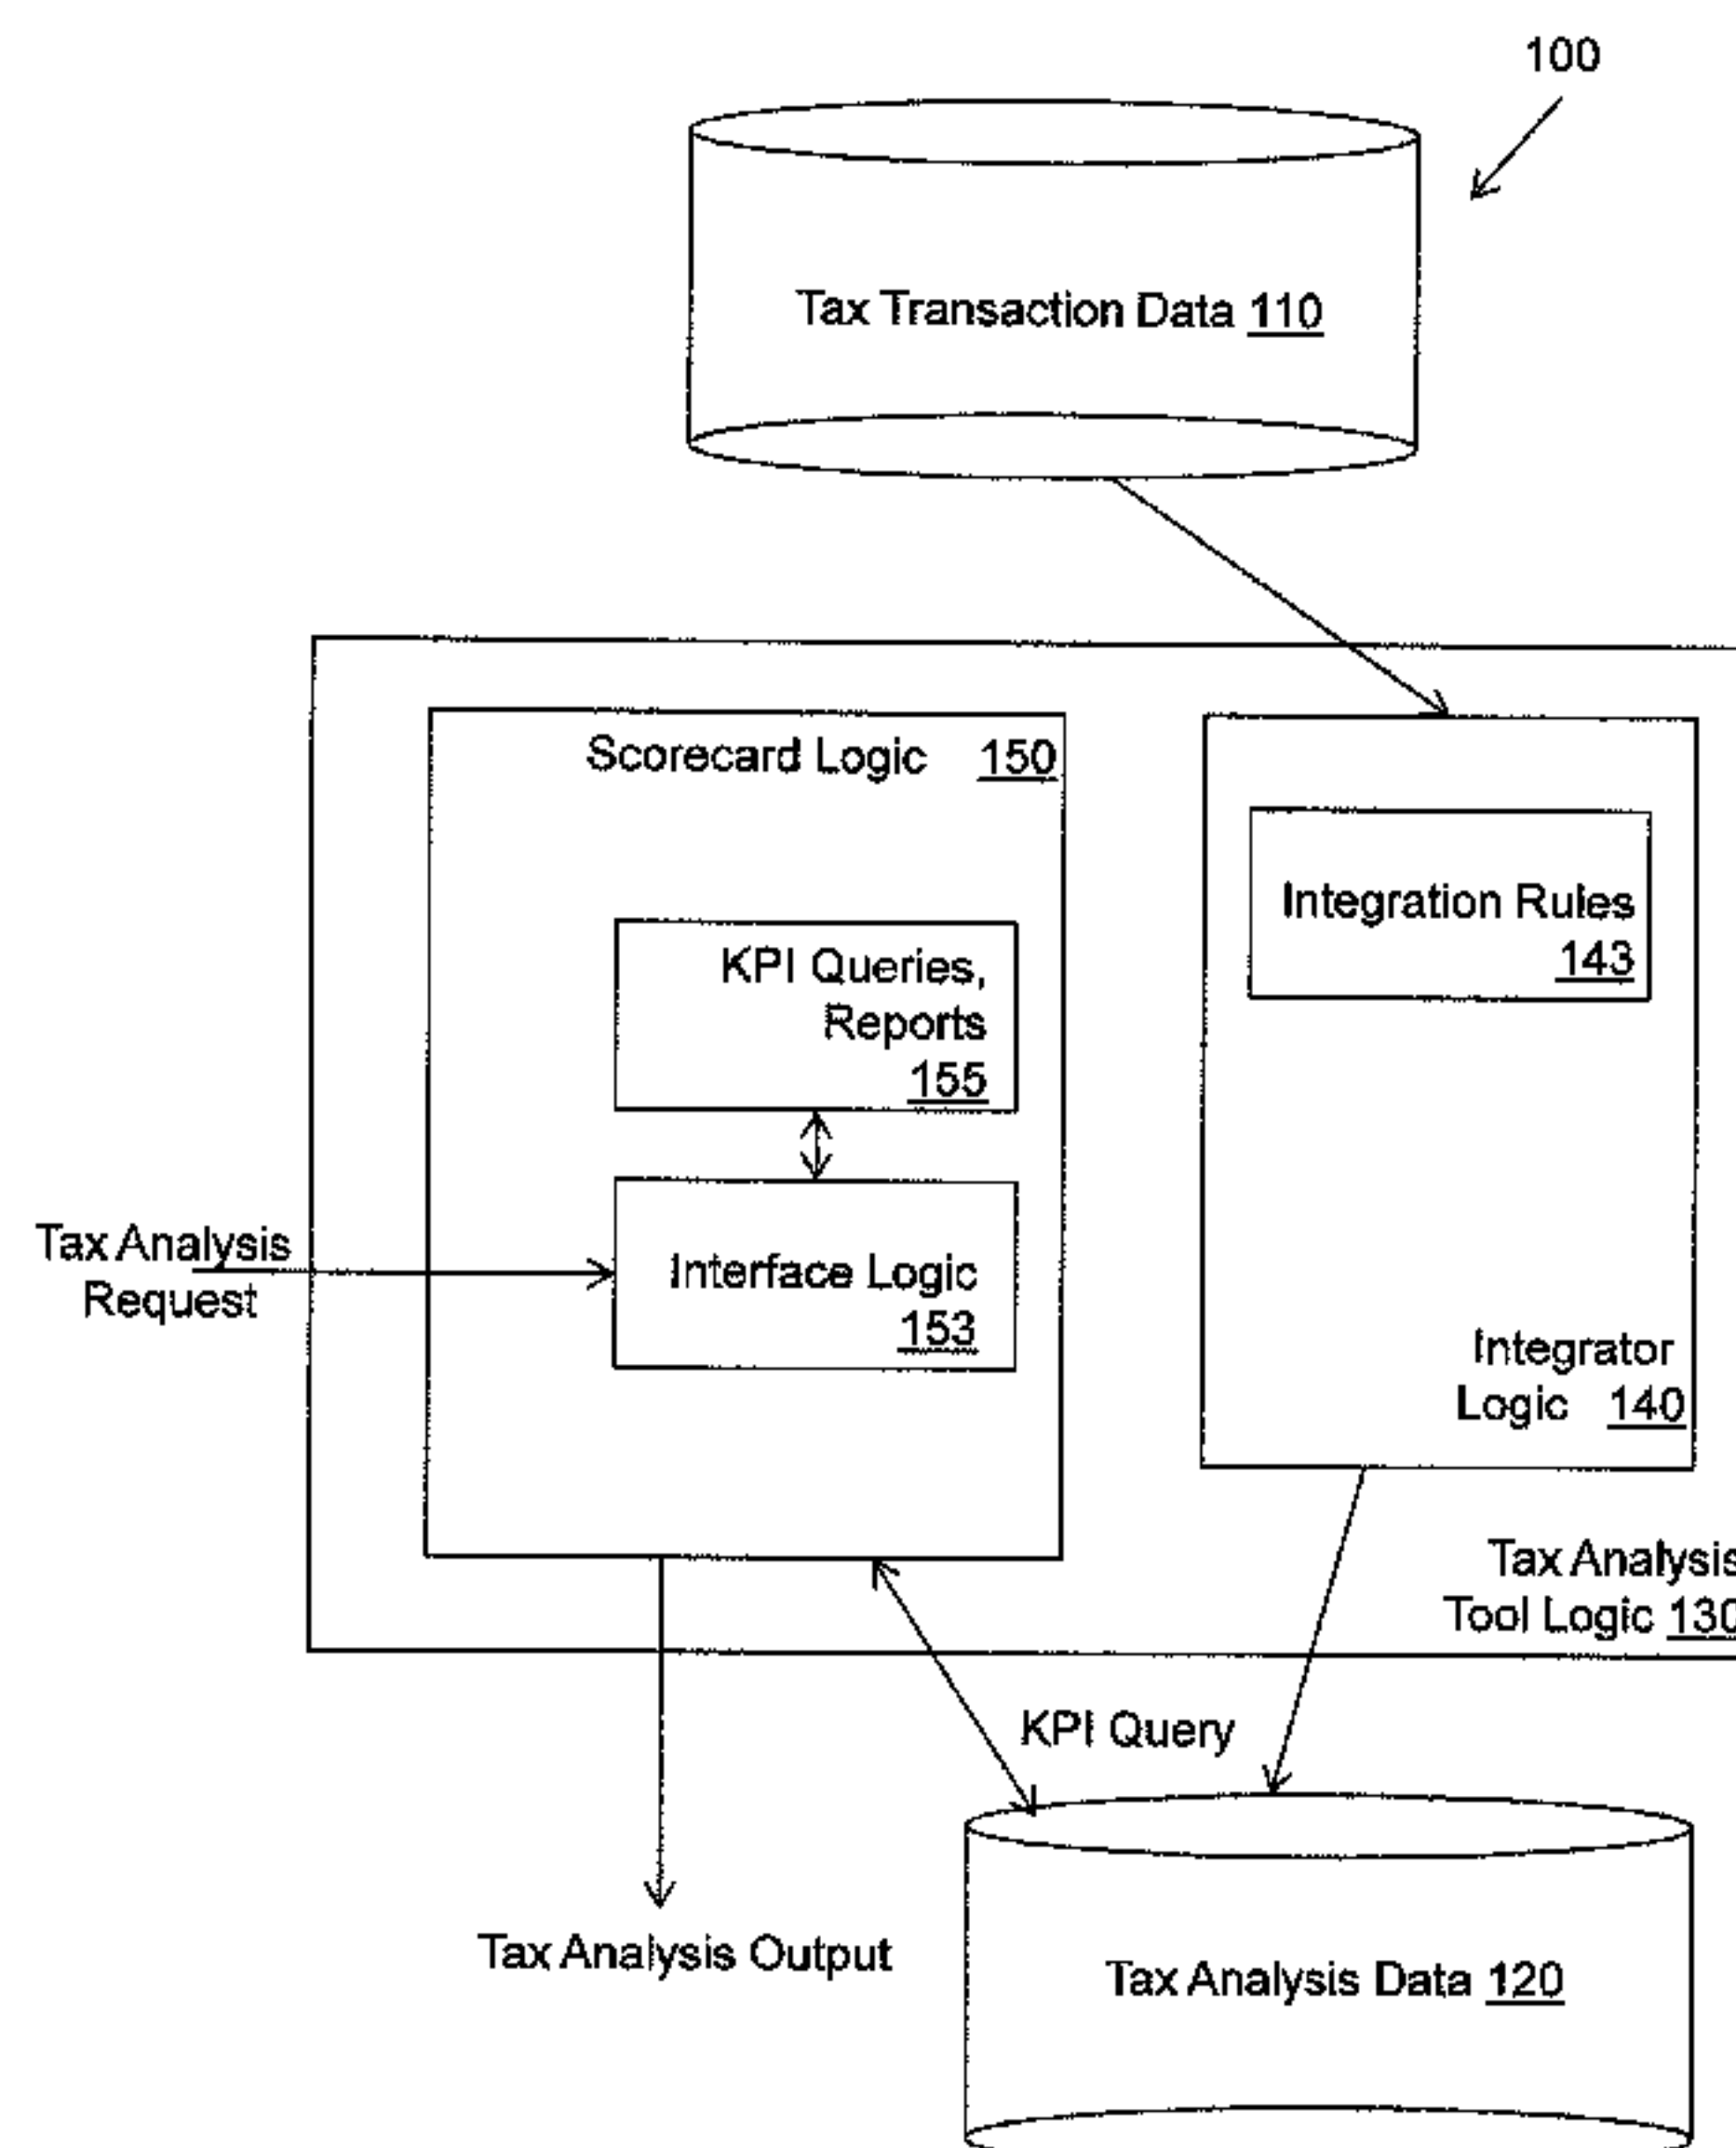 100
Tax Transaction Data 110
Scorecard Logic 150
KPI Queries,
Reports
155
Integration Rules
143
Tax Analysis
Request
Interface Logic
153
Integrator
Logic 140
Tax Analysis
Tool Logic 130
KPI Query
Tax Analysis Output
Tax Analysis Data 120